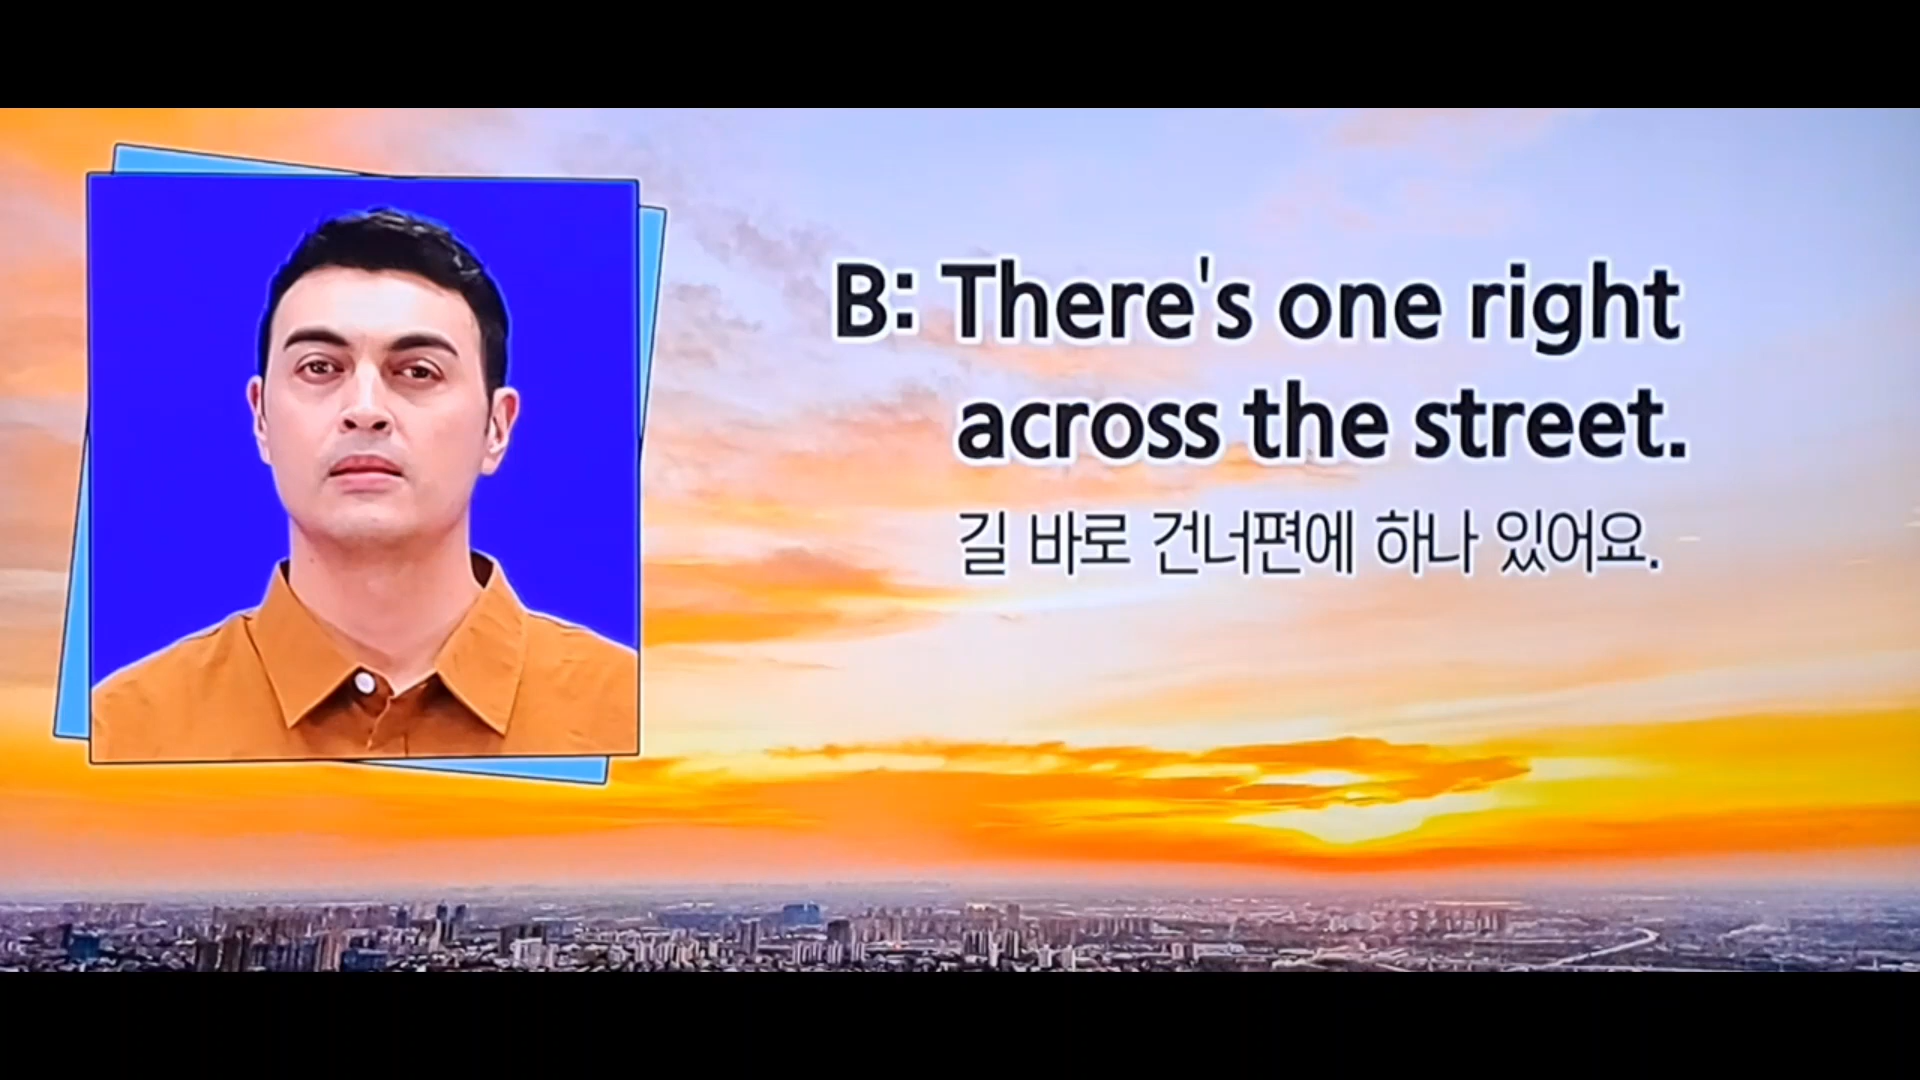 B: There's one right
across the street.
길 바로 건너편에 하나 있어요.